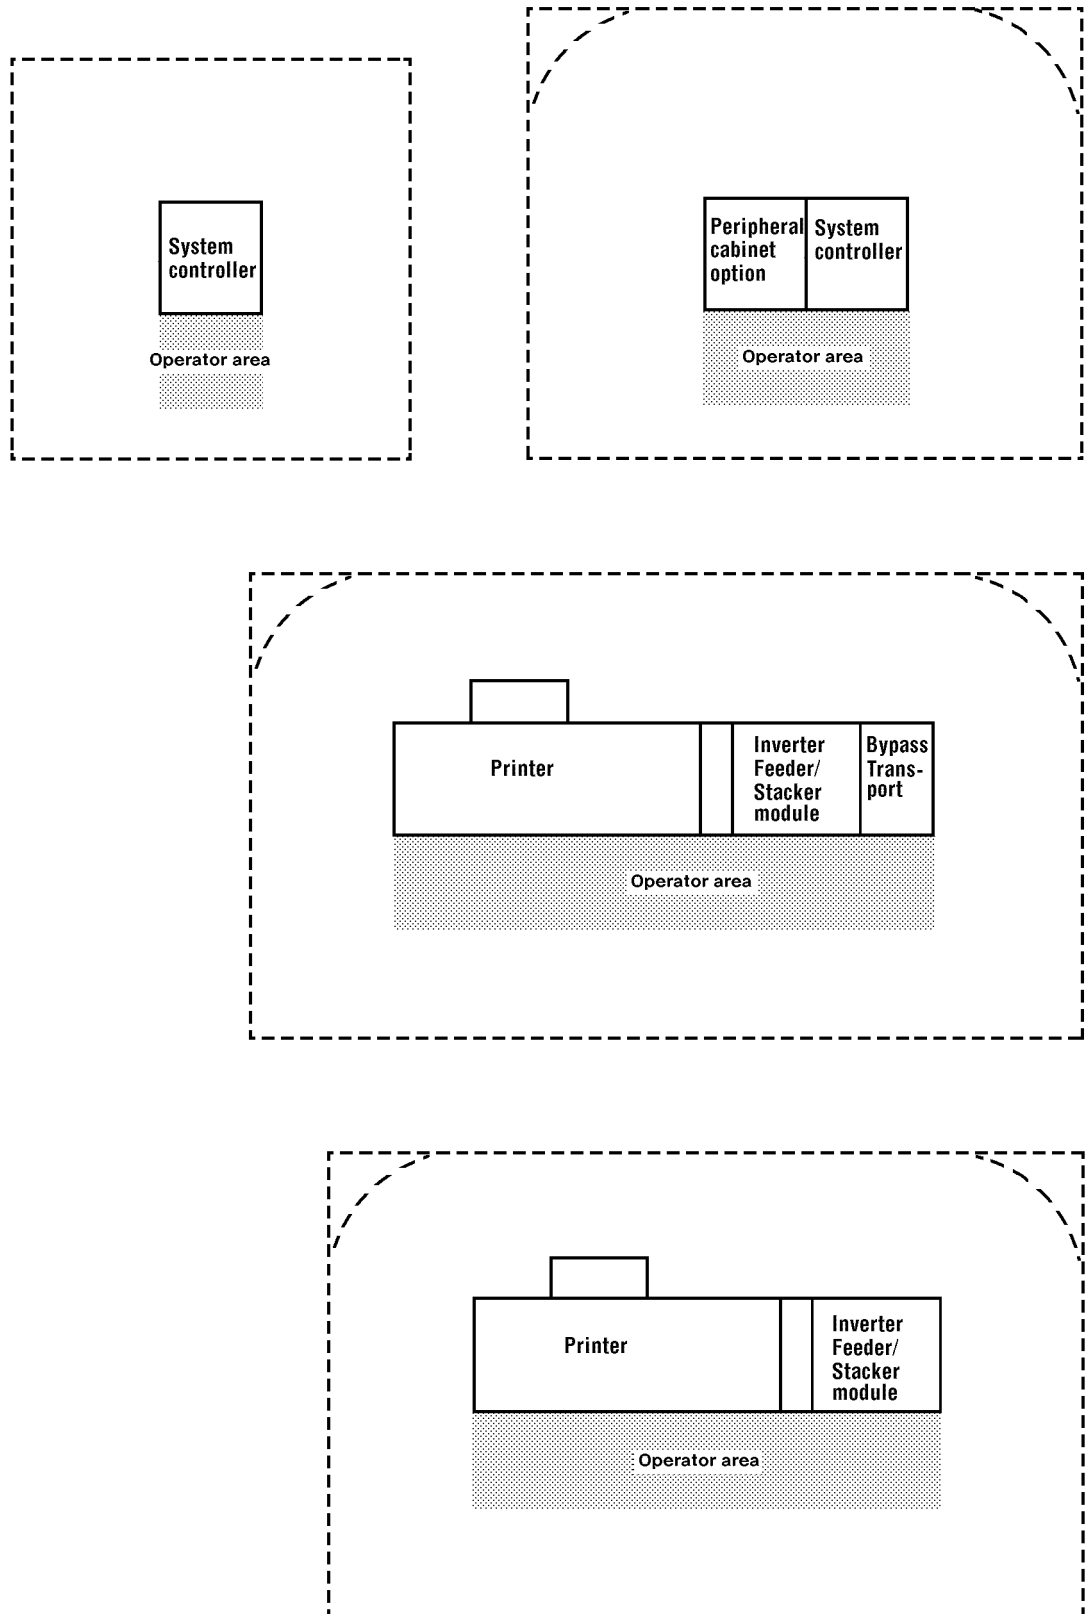 System
controller
Operator area
Peripheral
cabinet
option
System
controller
Operator area
Printer
Inverter
Feeder/
Stacker
module
Bypass
Trans-
port
Operator area
Printer
Inverter
Feeder/
Stacker
module
Operator area